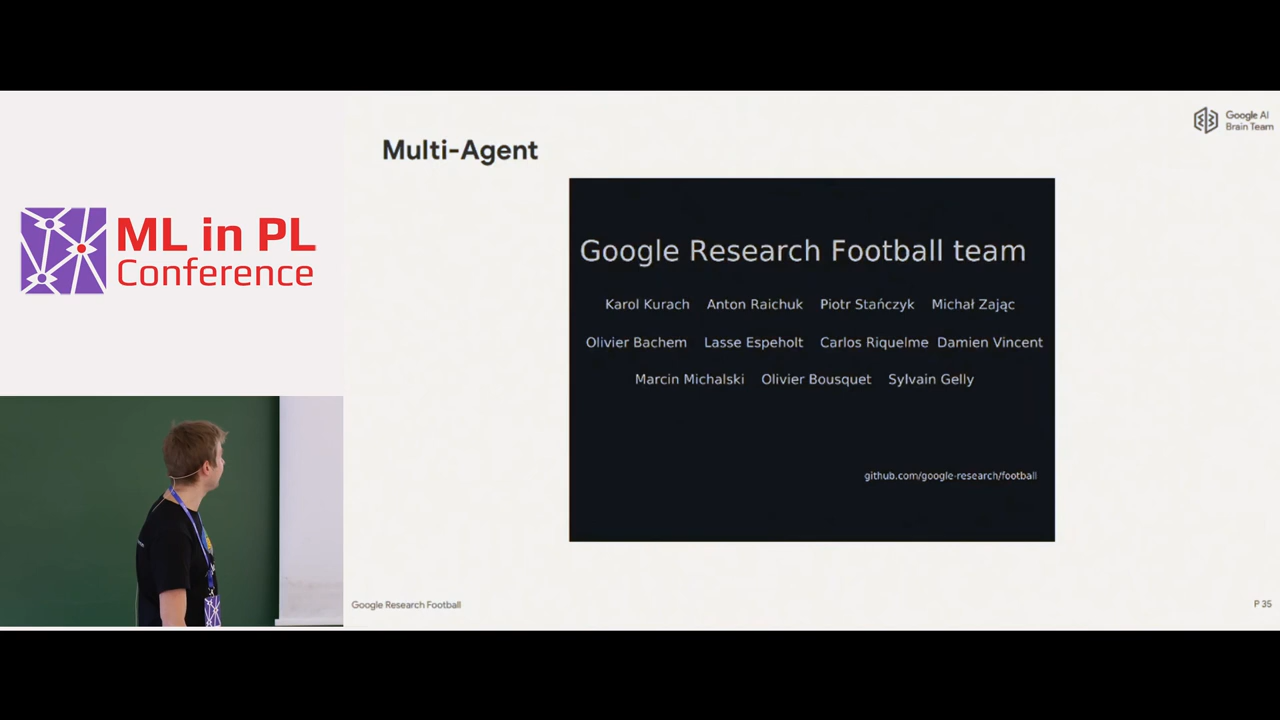 Google AI
Brain Team
Multi-Agent
ML in PL
Conference
Google Research Football team
Karol Kurach Anton Raichuk Piotr Stańczyk Michał Zając
Olivier Bachem Lasse Espeholt Carlos Riquelme Damien Vincent
Marcin Michalski Olivier Bousquet Sylvain Gelly
github.com/google-research/football
Google Research Football
P 35